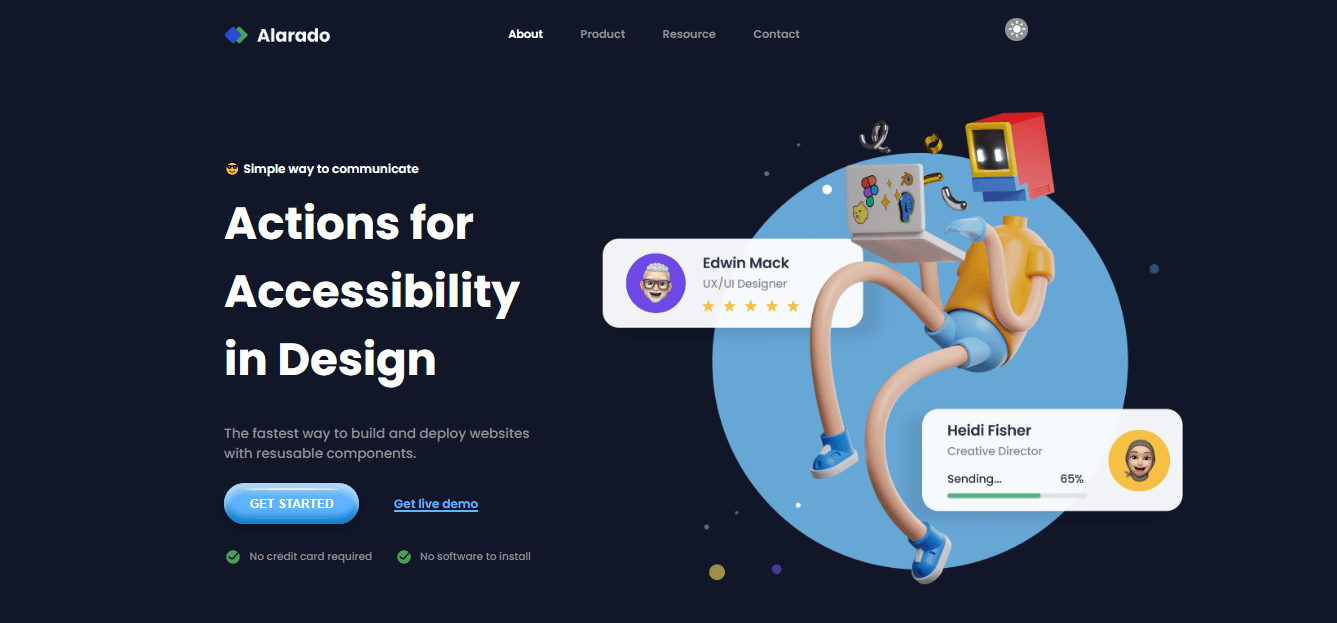 Alarado
About
Product
Resource
Contact
Simple way to communicate
Actions for
Accessibility
in Design
The fastest way to build and deploy websites
with resusable components.
GET STARTED
Get live demo
No credit card required
No software to install
Edwin Mack
UX/UI Designer
Heidi Fisher
Creative Director
Sending...
65%